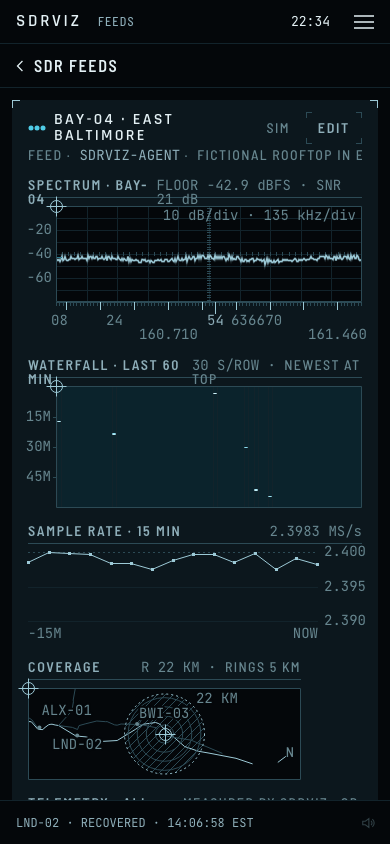 SDRVIZ FEEDS 22:34
SDR FEEDS
BAY-04 · EAST BALTIMORE SIM EDIT
FEED · SDRVIZ-AGENT · FICTIONAL ROOFTOP IN E
SPECTRUM · BAY-04 FLOOR -42.9 dBFS · SNR 21 dB
10 dB/div · 135 kHz/div
-20
-40
-60
08 24 54 636670
160.710 161.460
WATERFALL · LAST 60 MIN 30 S/ROW · NEWEST AT TOP
15M
30M
45M
SAMPLE RATE · 15 MIN 2.3983 MS/s
2.400
2.395
2.390
-15M NOW
COVERAGE R 22 KM · RINGS 5 KM
22 KM
ALX-01 BWI-03
LND-02
N
LND-02 · RECOVERED · 14:06:58 EST